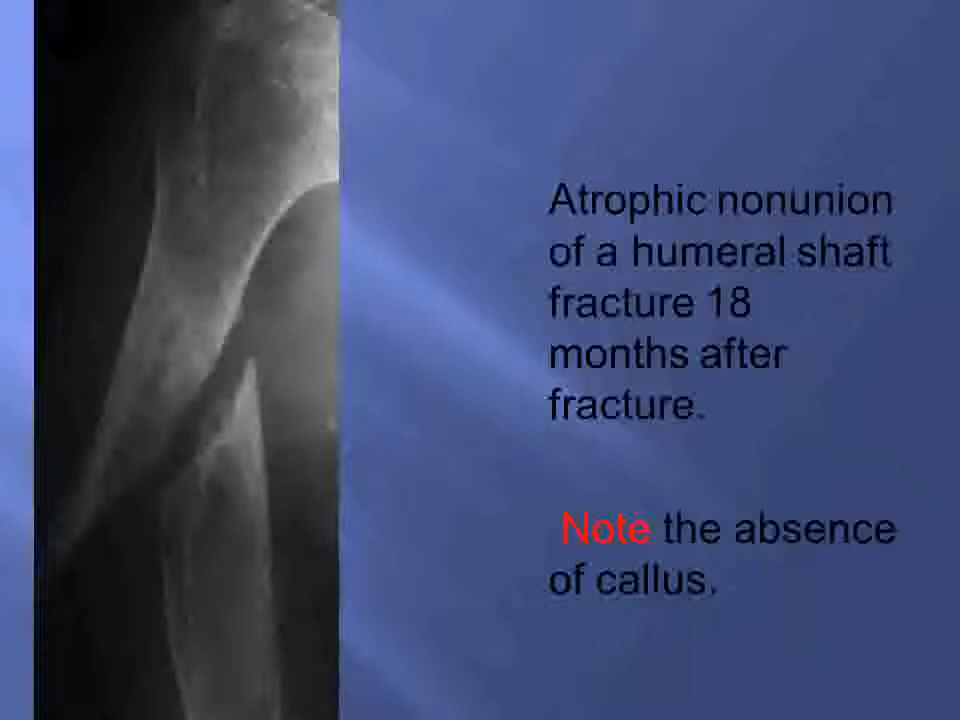 Atrophic nonunion
of a humeral shaft
fracture 18
months after
fracture.
Note the absence
of callus.